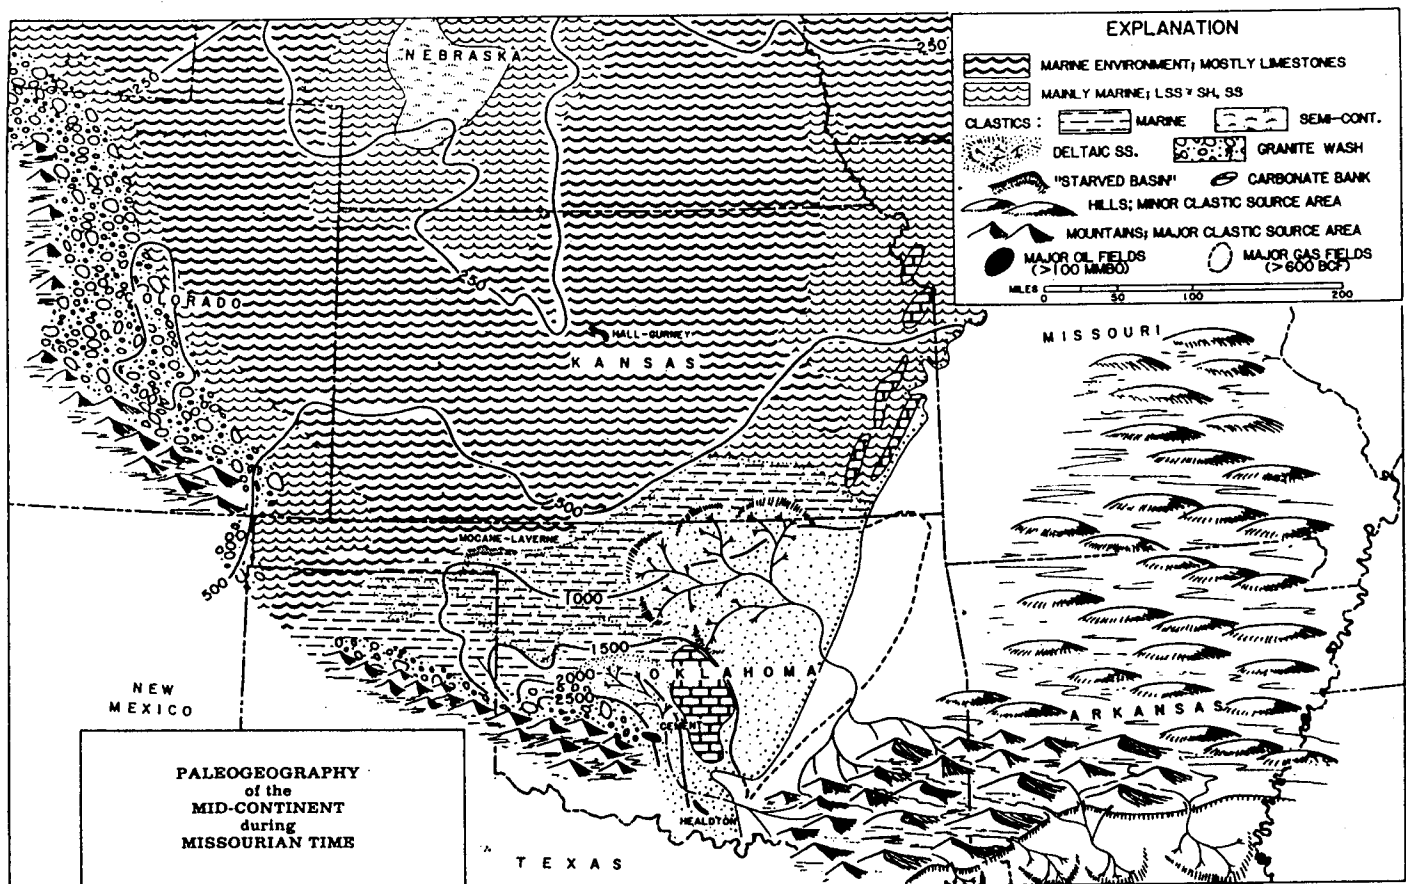 EXPLANATION
MARINE ENVIRONMENT; MOSTLY LIMESTONES
MAINLY MARINE; LSS > SH, SS
CLASTICS :
MARINE
SEMI-CONT.
DELTAIC SS.
GRANITE WASH
"STARVED BASIN"
CARBONATE BANK
HILLS; MINOR CLASTIC SOURCE AREA
MOUNTAINS; MAJOR CLASTIC SOURCE AREA
MAJOR OIL FIELDS
(>100 MMBO)
MAJOR GAS FIELDS
(>600 BCF)
MILES 0 50 100 200
NEBRASKA
250
250
COLORADO
250
HALL-GURNEY
KANSAS
MISSOURI
500
MOCANE-LAVERNE
500
1000
1500
2000
2500
OKLAHOMA
CEMENT
HEALDTON
ARKANSAS
NEW
MEXICO
TEXAS
PALEOGEOGRAPHY
of the
MID-CONTINENT
during
MISSOURIAN TIME